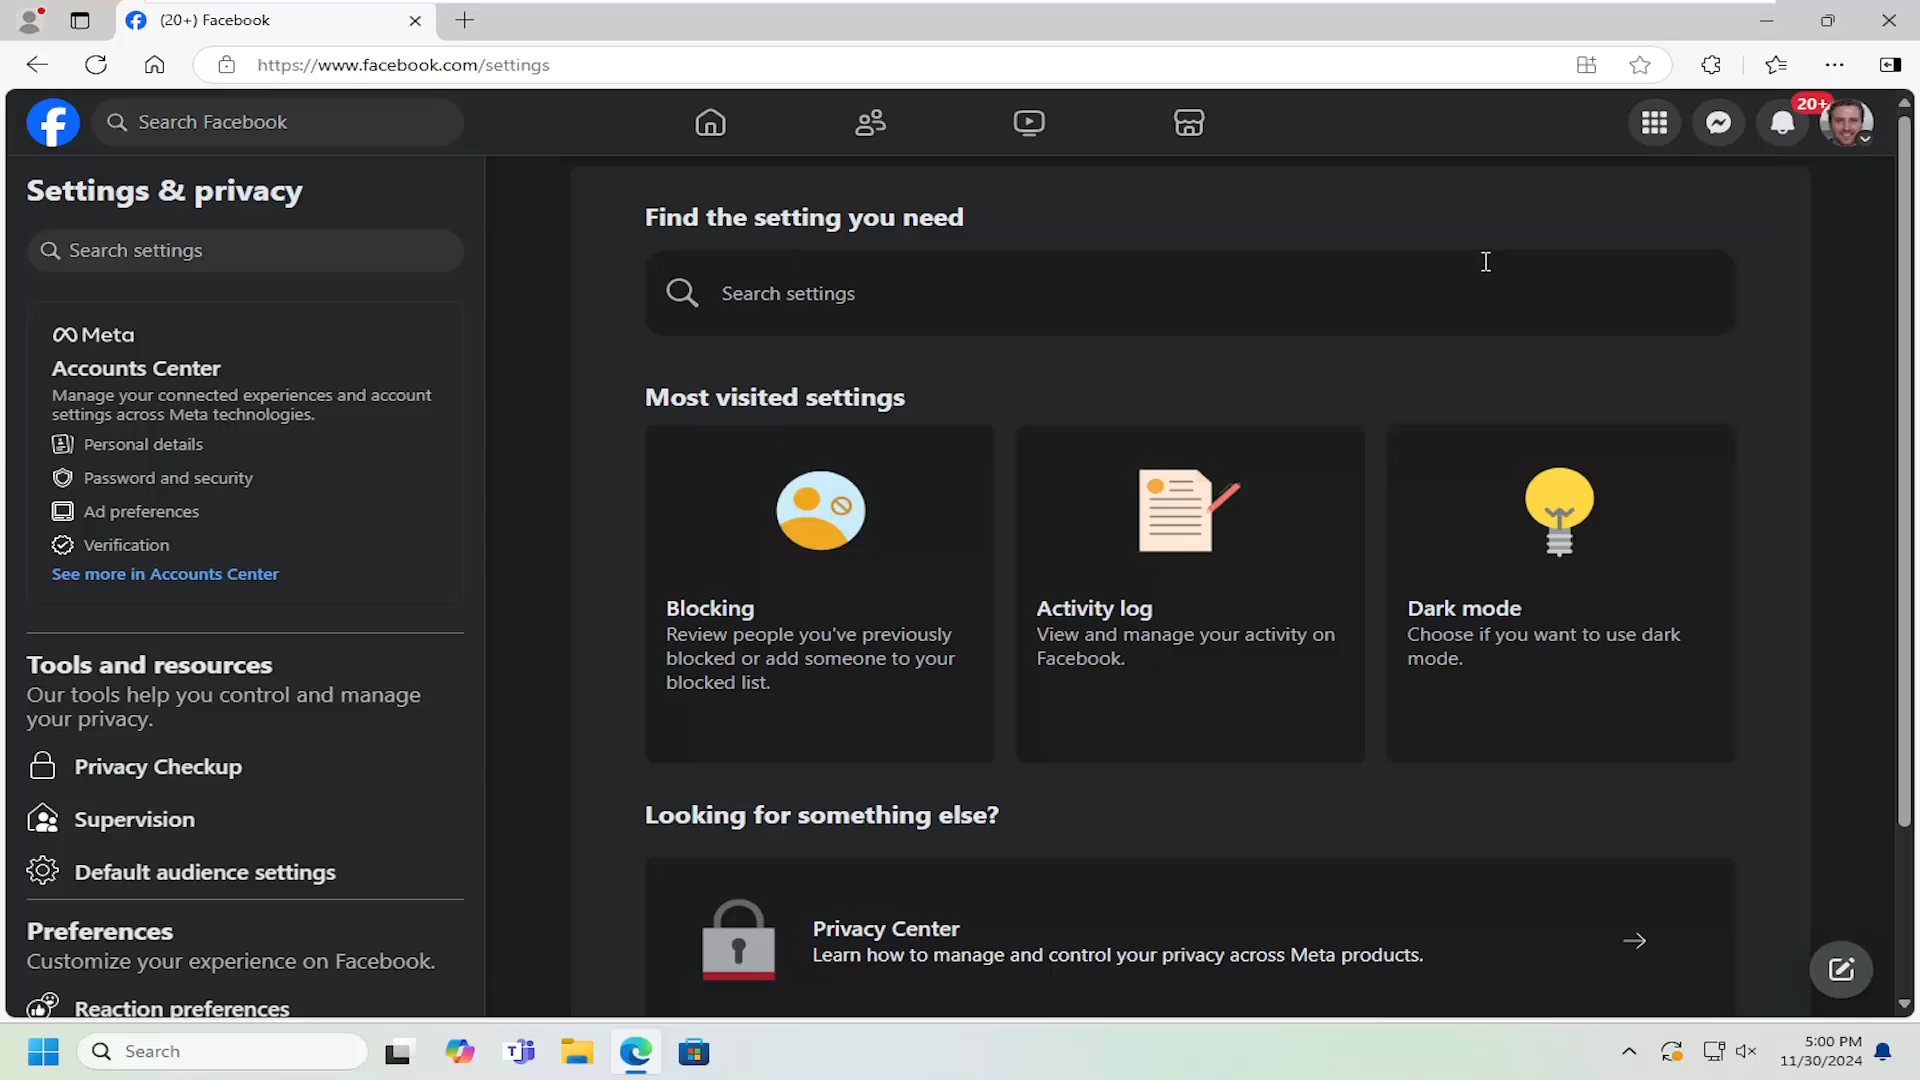 (20+) Facebook
https://www.facebook.com/settings
Search Facebook
20+
Settings & privacy
Search settings
Meta
Accounts Center
Manage your connected experiences and account
settings across Meta technologies.
Personal details
Password and security
Ad preferences
Verification
See more in Accounts Center
Tools and resources
Our tools help you control and manage
your privacy.
Privacy Checkup
Supervision
Default audience settings
Preferences
Customize your experience on Facebook.
Reaction preferences
Find the setting you need
Search settings
Most visited settings
Blocking
Review people you've previously
blocked or add someone to your
blocked list.
Activity log
View and manage your activity on
Facebook.
Dark mode
Choose if you want to use dark
mode.
Looking for something else?
Privacy Center
Learn how to manage and control your privacy across Meta products.
Search
5:00 PM
11/30/2024